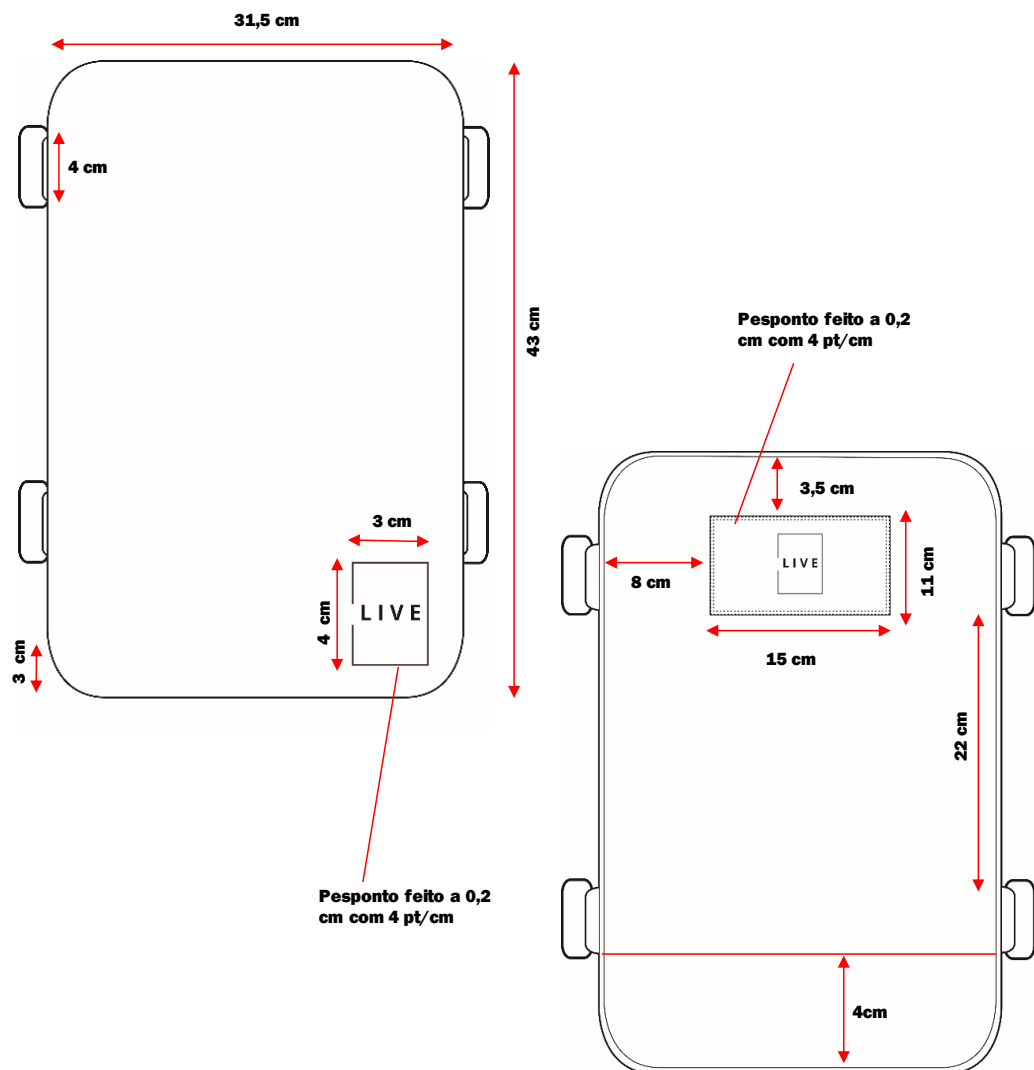 31,5 cm
4 cm
43 cm
3 cm
4 cm
LIVE
3 cm
Pesponto feito a 0,2
cm com 4 pt/cm
Pesponto feito a 0,2
cm com 4 pt/cm
3,5 cm
LIVE
8 cm
11 cm
15 cm
22 cm
4cm